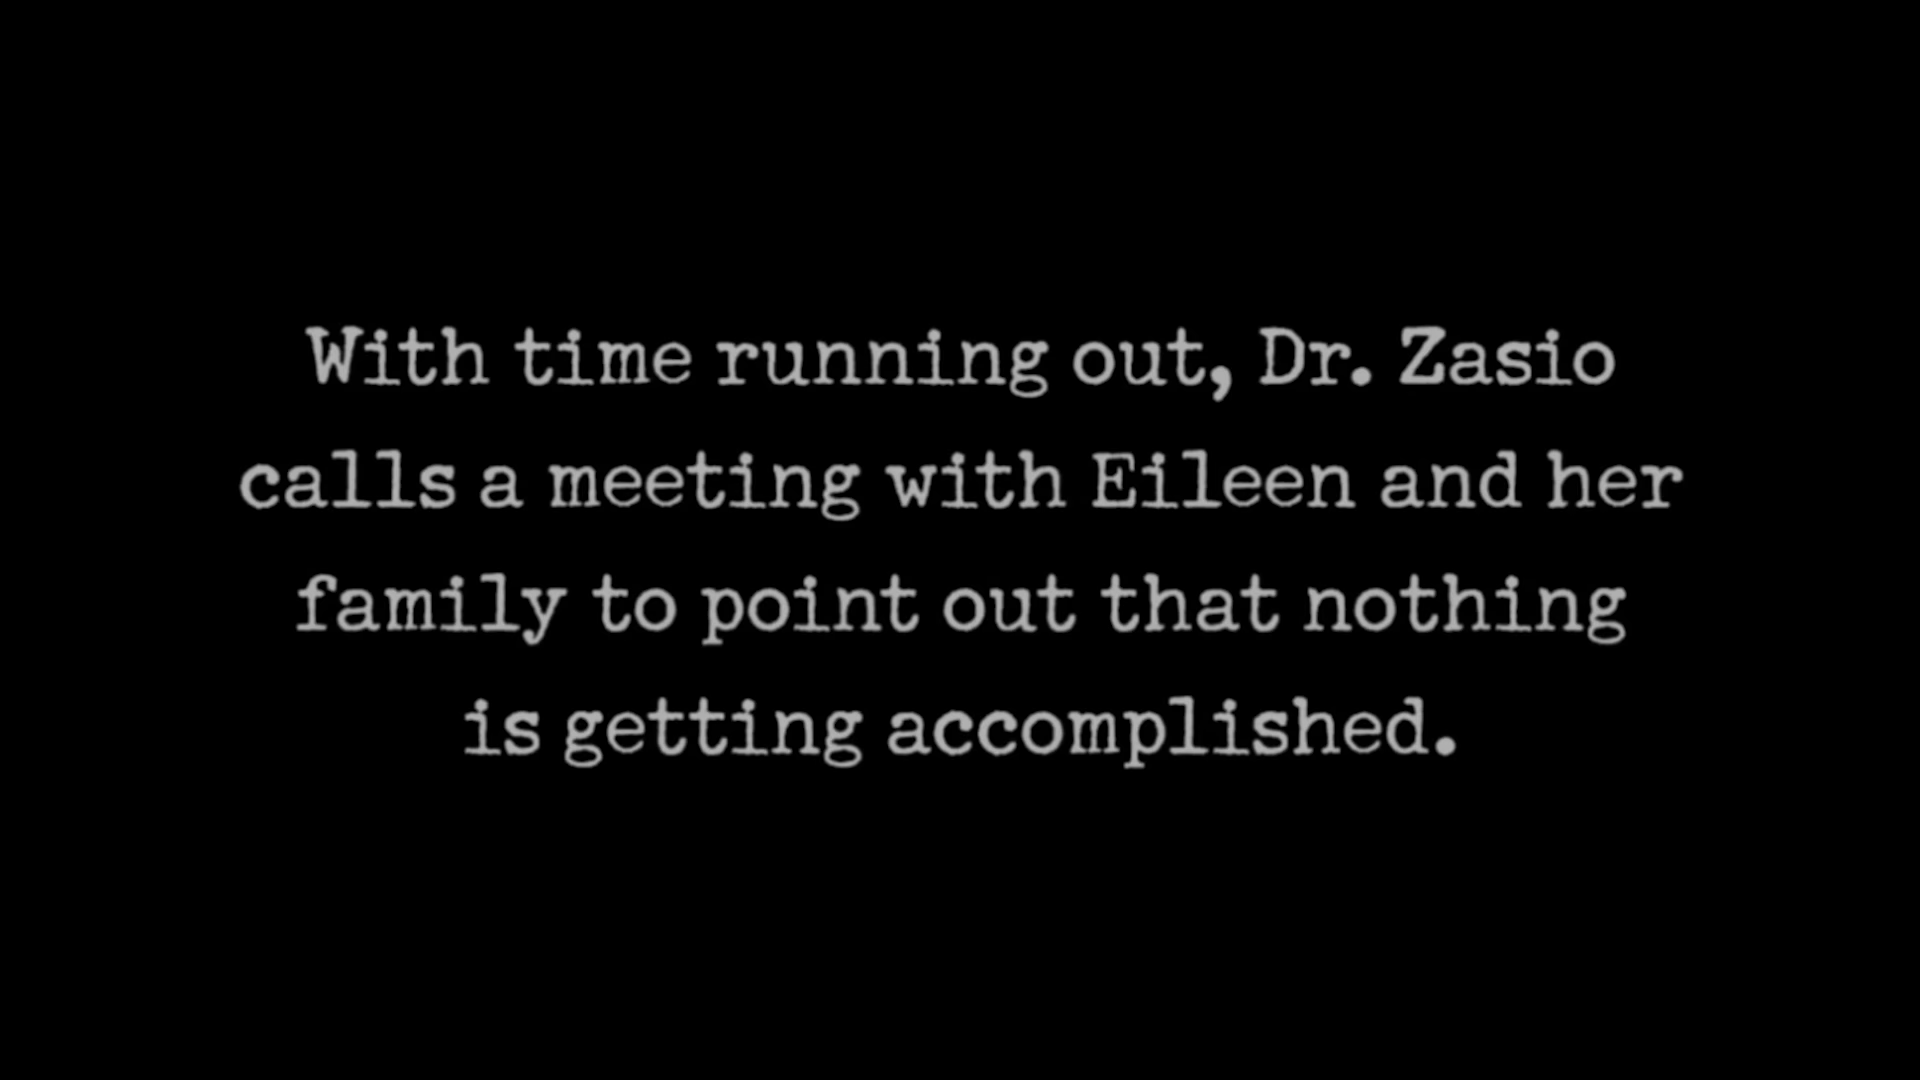 With time running out, Dr. Zasio
calls a meeting with Eileen and her
family to point out that nothing
is getting accomplished.